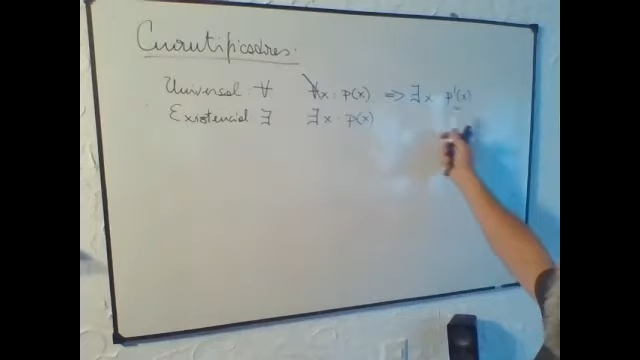 Cuantificadores.
Universal ∀ ∀x · p(x) => ∃x p'(x)
Existencial ∃ ∃x · p(x)